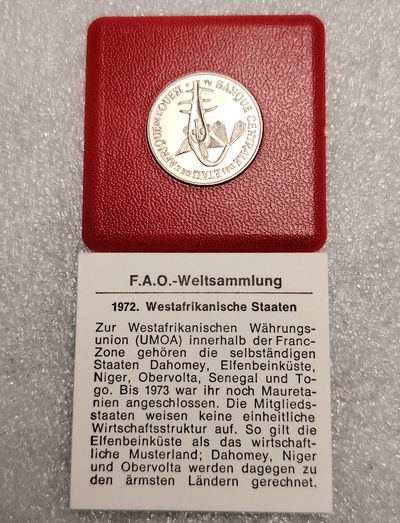 BANQUE CENTRALE DES ETATS DE L'AFRIQUE DE L'OUEST
F.A.O.-Weltsammlung
1972. Westafrikanische Staaten
Zur Westafrikanischen Währungs-
union (UMOA) innerhalb der Franc-
Zone gehören die selbständigen
Staaten Dahomey, Elfenbeinküste,
Niger, Obervolta, Senegal und To-
go. Bis 1973 war ihr noch Maureta-
nien angeschlossen. Die Mitglieds-
staaten weisen keine einheitliche
Wirtschaftsstruktur auf. So gilt die
Elfenbeinküste als das wirtschaft-
liche Musterland; Dahomey, Niger
und Obervolta werden dagegen zu
den ärmsten Ländern gerechnet.